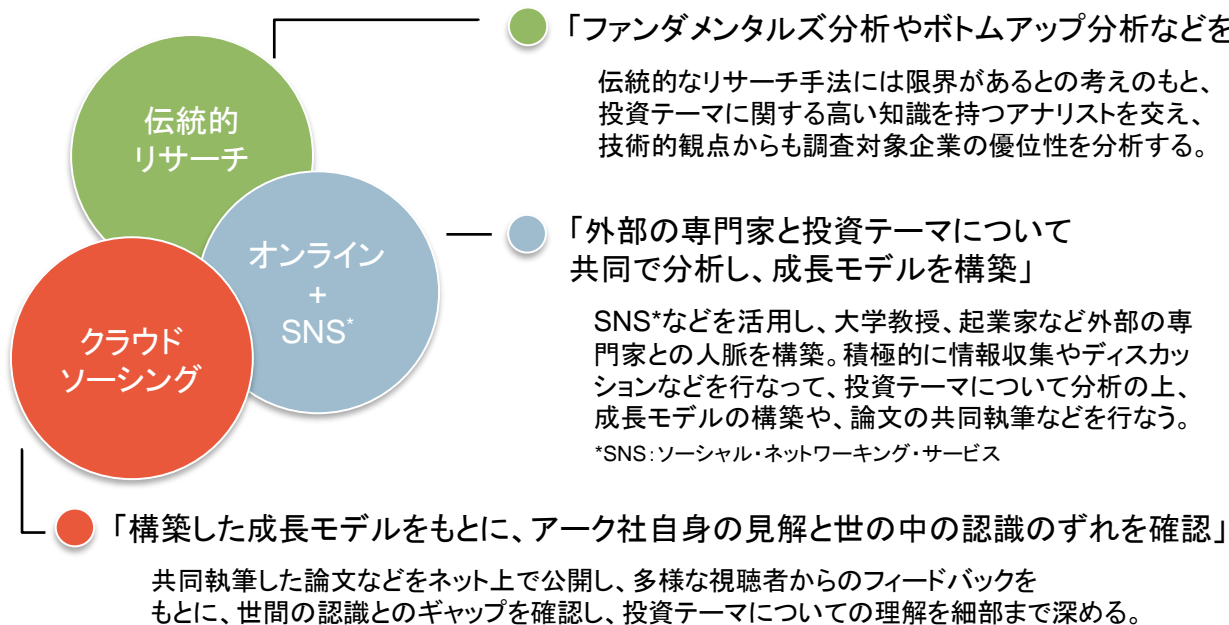 伝統的
リサーチ
オンライン
+
SNS*
クラウド
ソーシング
「ファンダメンタルズ分析やボトムアップ分析などを
伝統的なリサーチ手法には限界があるとの考えのもと、
投資テーマに関する高い知識を持つアナリストを交え、
技術的観点からも調査対象企業の優位性を分析する。
「外部の専門家と投資テーマについて
共同で分析し、成長モデルを構築」
SNS*などを活用し、大学教授、起業家など外部の専
門家との人脈を構築。積極的に情報収集やディスカッ
ションなどを行なって、投資テーマについて分析の上、
成長モデルの構築や、論文の共同執筆などを行なう。
*SNS:ソーシャル・ネットワーキング・サービス
「構築した成長モデルをもとに、アーク社自身の見解と世の中の認識のずれを確認」
共同執筆した論文などをネット上で公開し、多様な視聴者からのフィードバックを
もとに、世間の認識とのギャップを確認し、投資テーマについての理解を細部まで深める。